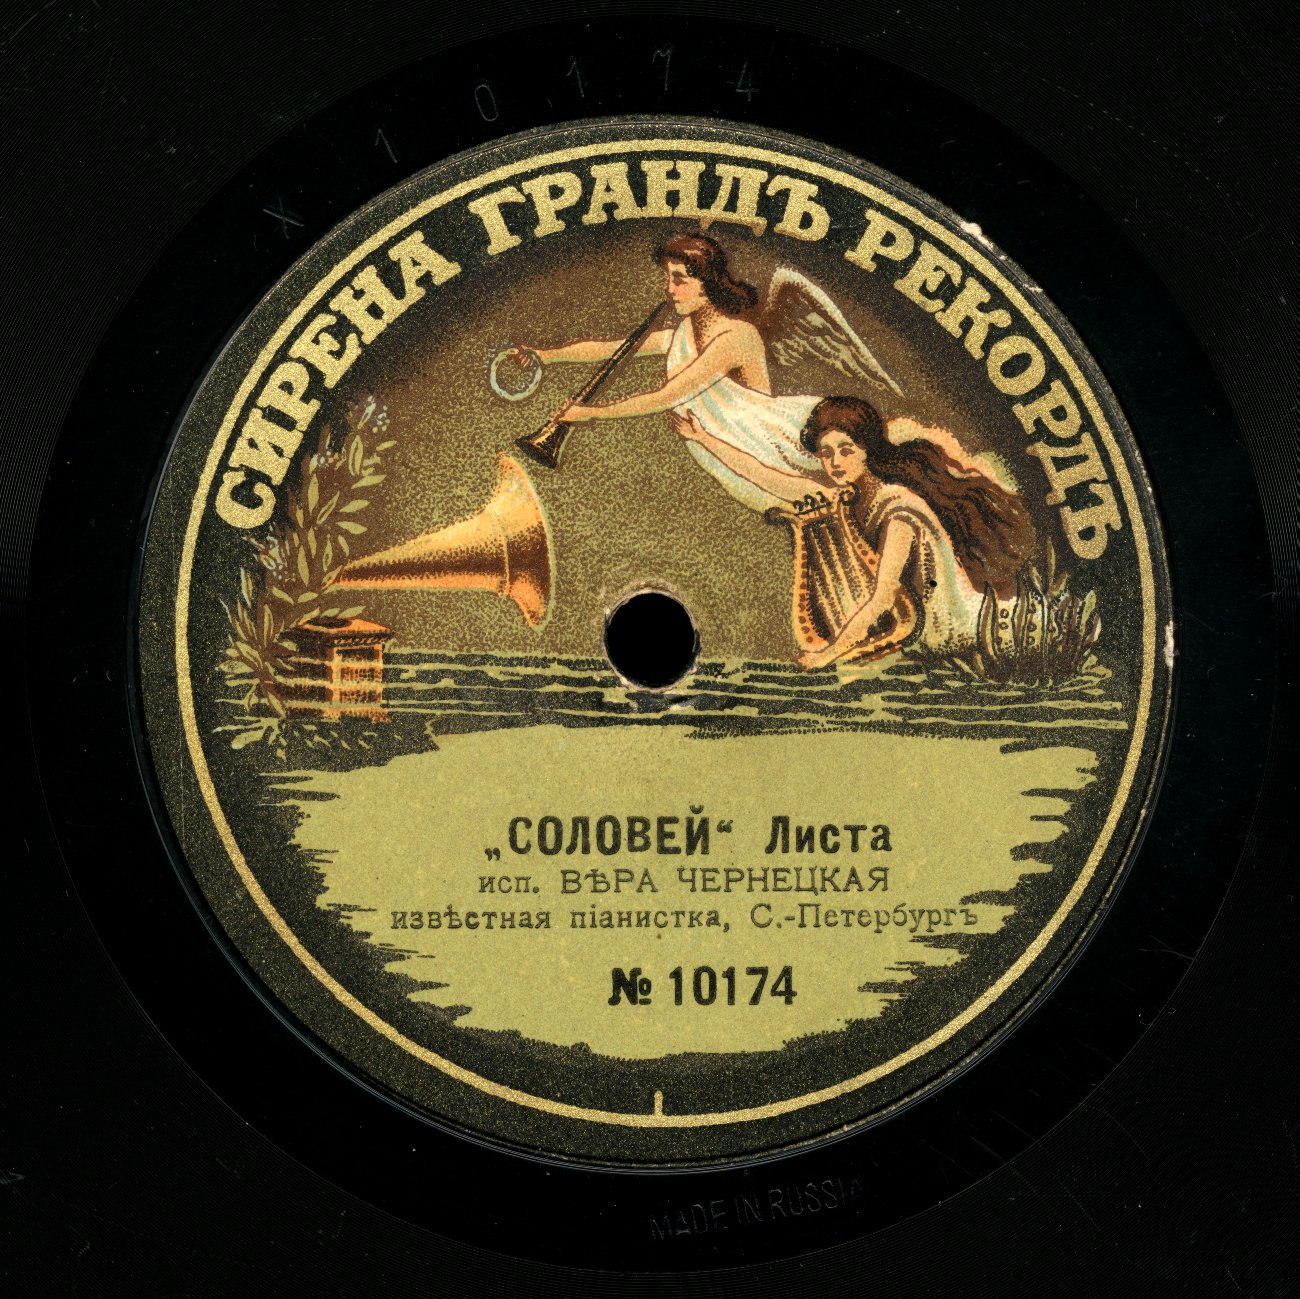 X 10174
СИРЕНА ГРАНДЪ РЕКОРДЪ
„СОЛОВЕЙ“ Листа
исп. ВѢРА ЧЕРНЕЦКАЯ
извѣстная піанистка, С.-Петербургъ
№ 10174
MADE IN RUSSIA